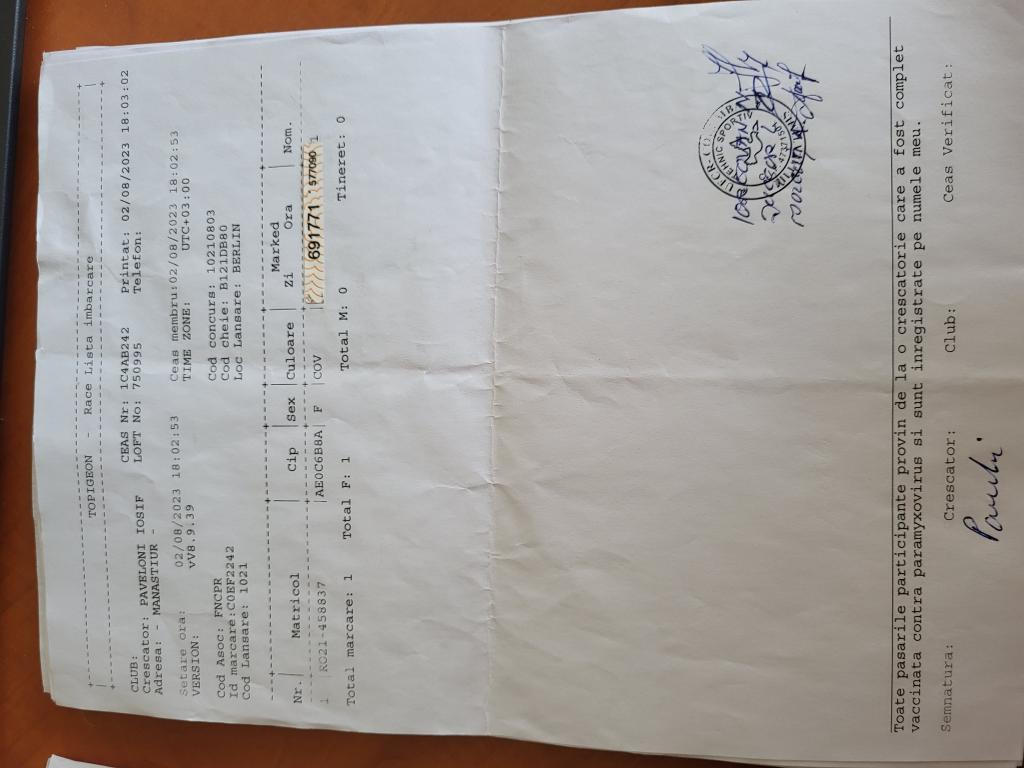 TOPIGEON - Race Lista imbarcare
CLUB: CEAS Nr: 1C4AB242 Printat: 02/08/2023 18:03:02
Crescator: PAVELONI IOSIF LOFT No: 750995 Telefon:
Adresa: - MANASTIUR -
Setare ora: 02/08/2023 18:02:53 Ceas membru:02/08/2023 18:02:53
VERSION: vV8.9.39 TIME ZONE: UTC+03:00
Cod Asoc: FNCPR Cod concurs: 10210803
Id marcare:C0EF2242 Cod cheie: B121DB80
Cod Lansare: 1021 Loc Lansare: BERLIN
Marked
Nr. | Matricol | Cip |Sex |Culoare | Zi Ora | Nom.
1 |RO21-458837 |AE0C6B8A| F |COV | 691771 577090 1
Total marcare: 1 Total F: 1 Total M: 0 Tineret: 0
Toate pasarile participante provin de la o crescatorie care a fost complet
vaccinata contra paramyxovirus si sunt inregistrate pe numele meu.
Semnatura: Crescator: Club: Ceas Verificat: